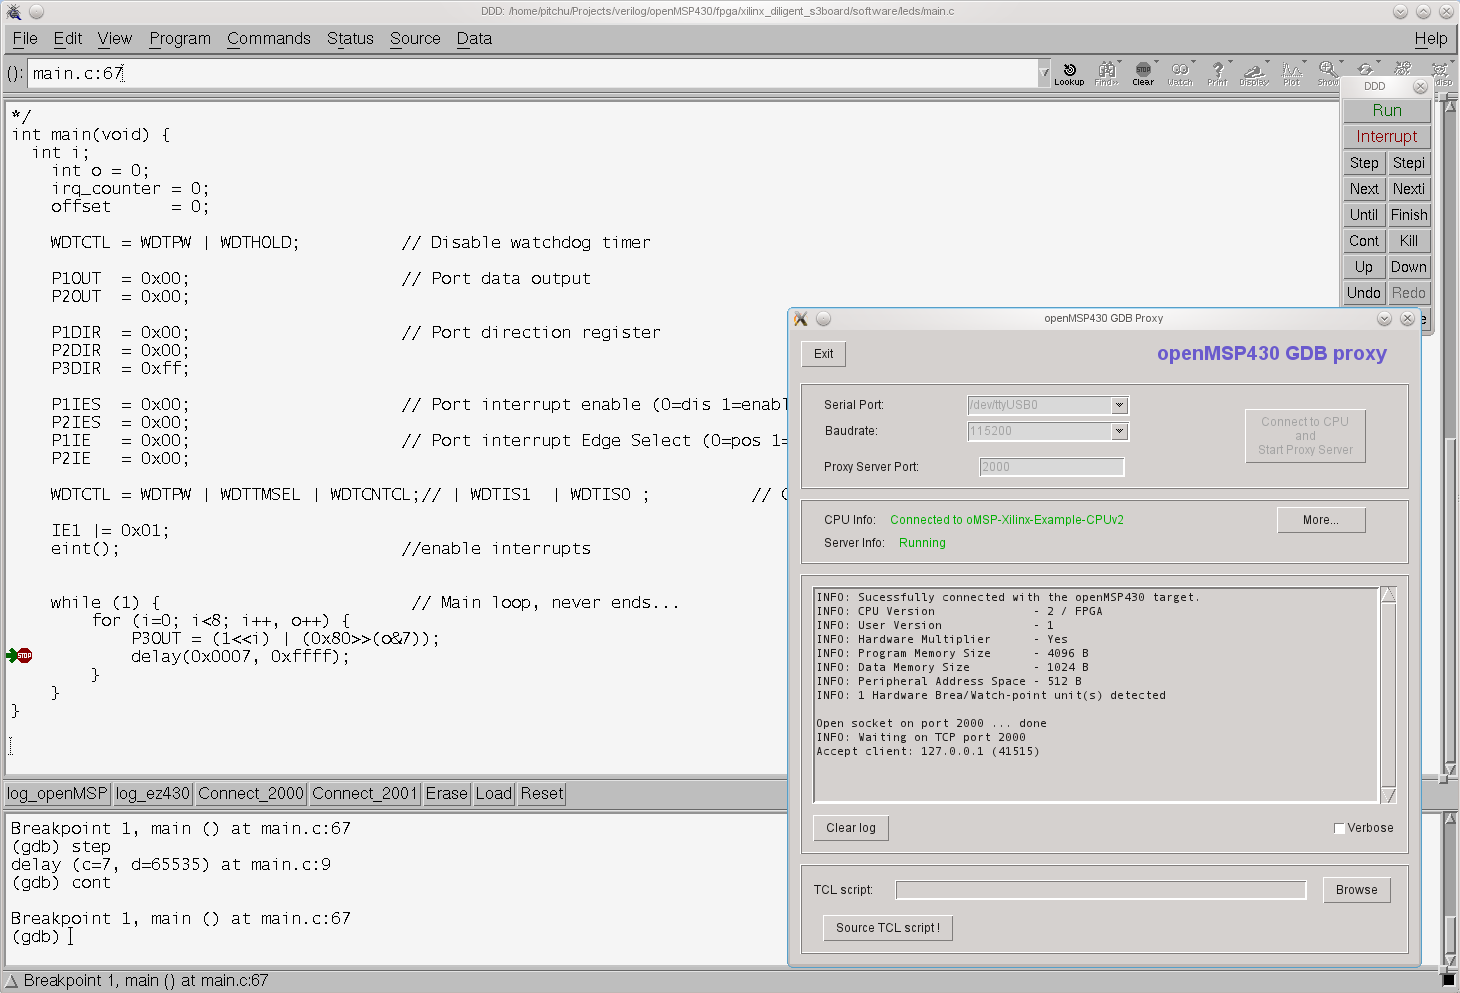 DDD: /home/pitchu/Projects/verilog/openMSP430/fpga/xilinx_diligent_s3board/software/leds/main.c
File Edit View Program Commands Status Source Data Help
(): main.c:67
Lookup Find>> Clear Watch Print Display Plot Show
DDD
Run
Interrupt
Step Stepi
Next Nexti
Until Finish
Cont Kill
Up Down
Undo Redo
*/
int main(void) {
int i;
int o = 0;
irq_counter = 0;
offset = 0;
WDTCTL = WDTPW | WDTHOLD; // Disable watchdog timer
P1OUT = 0x00; // Port data output
P2OUT = 0x00;
P1DIR = 0x00; // Port direction register
P2DIR = 0x00;
P3DIR = 0xff;
P1IES = 0x00; // Port interrupt enable (0=dis 1=enabl
P2IES = 0x00;
P1IE = 0x00; // Port interrupt Edge Select (0=pos 1=
P2IE = 0x00;
WDTCTL = WDTPW | WDTTMSEL | WDTCNTCL;// | WDTIS1 | WDTIS0 ; //
IE1 |= 0x01;
eint(); //enable interrupts
while (1) { // Main loop, never ends...
for (i=0; i<8; i++, o++) {
P3OUT = (1<<i) | (0x80>>(o&7));
STOP delay(0x0007, 0xffff);
}
}
}
log_openMSP log_ez430 Connect_2000 Connect_2001 Erase Load Reset
Breakpoint 1, main () at main.c:67
(gdb) step
delay (c=7, d=65535) at main.c:9
(gdb) cont
Breakpoint 1, main () at main.c:67
(gdb)
Breakpoint 1, main () at main.c:67
openMSP430 GDB Proxy
Exit
openMSP430 GDB proxy
Serial Port: /dev/ttyUSB0
Baudrate: 115200
Proxy Server Port: 2000
Connect to CPU
and
Start Proxy Server
CPU Info: Connected to oMSP-Xilinx-Example-CPUv2
More...
Server Info: Running
INFO: Sucessfully connected with the openMSP430 target.
INFO: CPU Version - 2 / FPGA
INFO: User Version - 1
INFO: Hardware Multiplier - Yes
INFO: Program Memory Size - 4096 B
INFO: Data Memory Size - 1024 B
INFO: Peripheral Address Space - 512 B
INFO: 1 Hardware Brea/Watch-point unit(s) detected
Open socket on port 2000 ... done
INFO: Waiting on TCP port 2000
Accept client: 127.0.0.1 (41515)
Clear log
Verbose
TCL script:
Browse
Source TCL script !